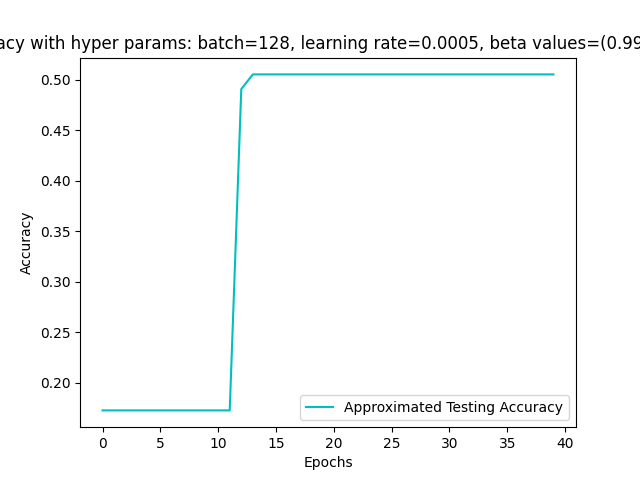 acy with hyper params: batch=128, learning rate=0.0005, beta values=(0.99
0.50
0.45
0.40
0.35
0.30
0.25
0.20
Accuracy
Approximated Testing Accuracy
0 5 10 15 20 25 30 35 40
Epochs